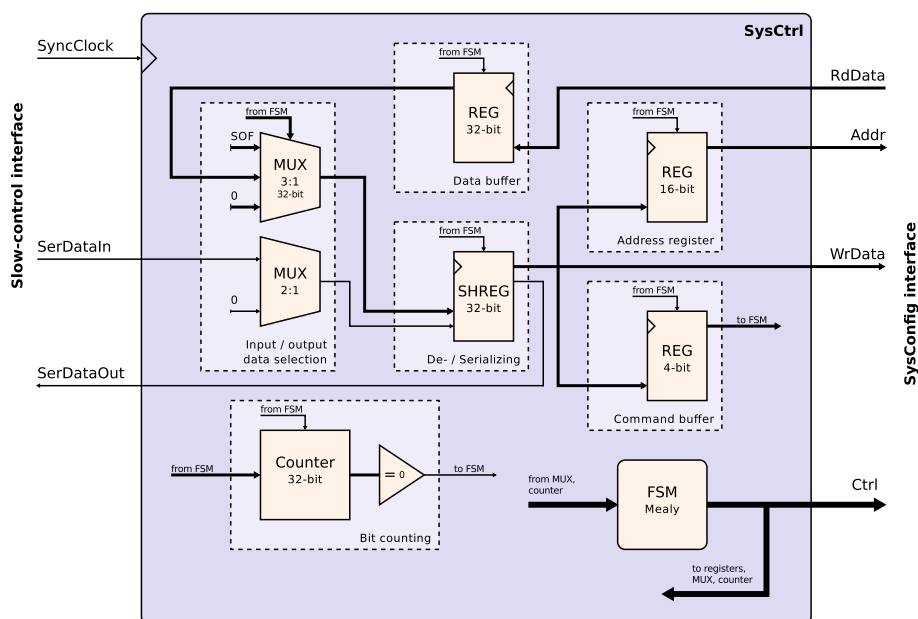 SysCtrl
SyncClock
Slow-control interface
SerDataIn
SerDataOut
from FSM
SOF
MUX
3:1
32-bit
0
MUX
2:1
0
Input / output
data selection
from FSM
REG
32-bit
Data buffer
from FSM
SHREG
32-bit
De- / Serializing
from FSM
REG
16-bit
Address register
from FSM
REG
4-bit
to FSM
Command buffer
RdData
Addr
WrData
SysConfig interface
from FSM
from FSM
Counter
32-bit
= 0
to FSM
Bit counting
from MUX,
counter
FSM
Mealy
Ctrl
to registers,
MUX, counter